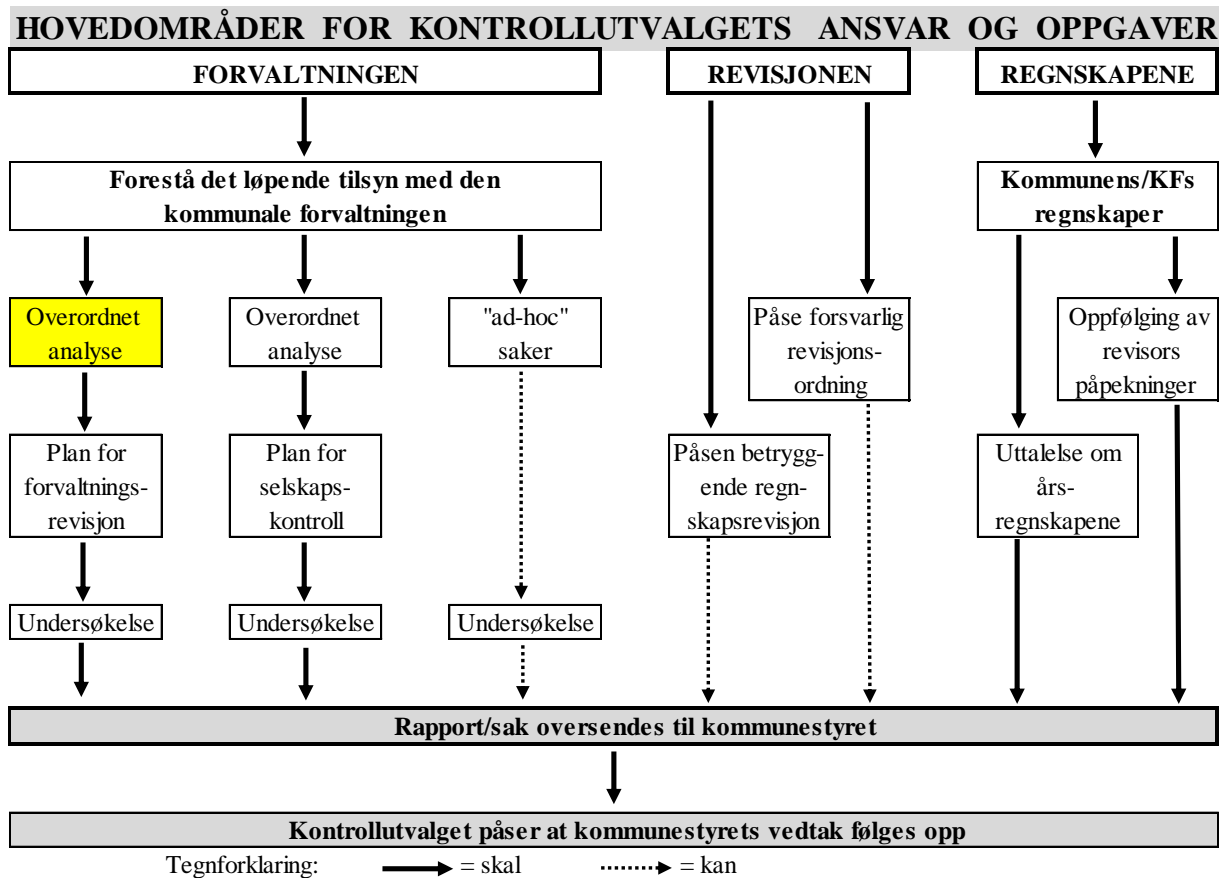 HOVEDOMRÅDER FOR KONTROLLUTVALGETS ANSVAR OG OPPGAVER
FORVALTNINGEN
REVISJONEN
REGNSKAPENE
Forestå det løpende tilsyn med den
kommunale forvaltningen
Kommunens/KFs
regnskaper
Overordnet
analyse
Overordnet
analyse
"ad-hoc"
saker
Påse forsvarlig
revisjons-
ordning
Oppfølging av
revisors
påpekninger
Plan for
forvaltnings-
revisjon
Plan for
selskaps-
kontroll
Påsen betrygg-
ende regn-
skapsrevisjon
Uttalelse om
års-
regnskapene
Undersøkelse
Undersøkelse
Undersøkelse
Rapport/sak oversendes til kommunestyret
Kontrollutvalget påser at kommunestyrets vedtak følges opp
Tegnforklaring: = skal = kan